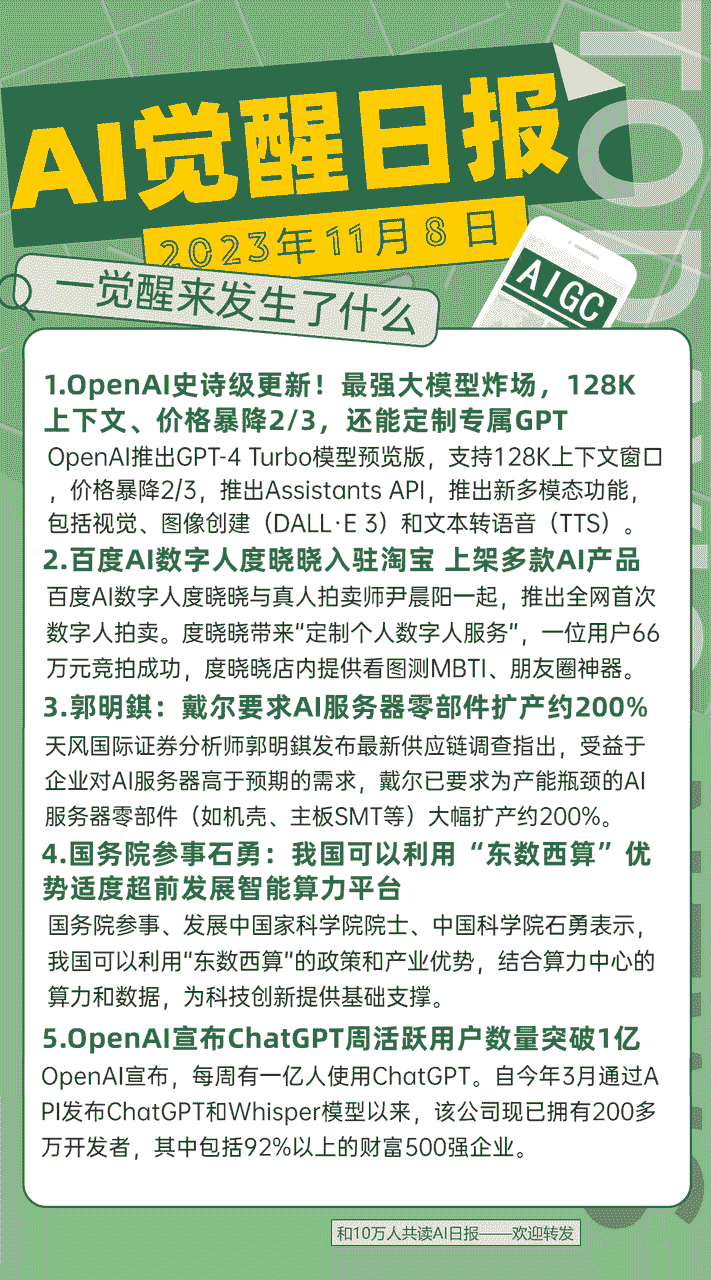 AI觉醒日报
2023年11月8日
一觉醒来发生了什么
AIGC
1.OpenAI史诗级更新！最强大模型炸场，128K
上下文、价格暴降2/3，还能定制专属GPT
OpenAI推出GPT-4 Turbo模型预览版，支持128K上下文窗口
，价格暴降2/3，推出Assistants API，推出新多模态功能，
包括视觉、图像创建（DALL·E 3）和文本转语音（TTS）。
2.百度AI数字人度晓晓入驻淘宝 上架多款AI产品
百度AI数字人度晓晓与真人拍卖师尹晨阳一起，推出全网首次
数字人拍卖。度晓晓带来“定制个人数字人服务”，一位用户66
万元竞拍成功，度晓晓店内提供看图测MBTI、朋友圈神器。
3.郭明錤：戴尔要求AI服务器零部件扩产约200%
天风国际证券分析师郭明錤发布最新供应链调查指出，受益于
企业对AI服务器高于预期的需求，戴尔已要求为产能瓶颈的AI
服务器零部件（如机壳、主板SMT等）大幅扩产约200%。
4.国务院参事石勇：我国可以利用“东数西算”优
势适度超前发展智能算力平台
国务院参事、发展中国家科学院院士、中国科学院石勇表示，
我国可以利用“东数西算”的政策和产业优势，结合算力中心的
算力和数据，为科技创新提供基础支撑。
5.OpenAI宣布ChatGPT周活跃用户数量突破1亿
OpenAI宣布，每周有一亿人使用ChatGPT。自今年3月通过A
PI发布ChatGPT和Whisper模型以来，该公司现已拥有200多
万开发者，其中包括92%以上的财富500强企业。
和10万人共读AI日报——欢迎转发